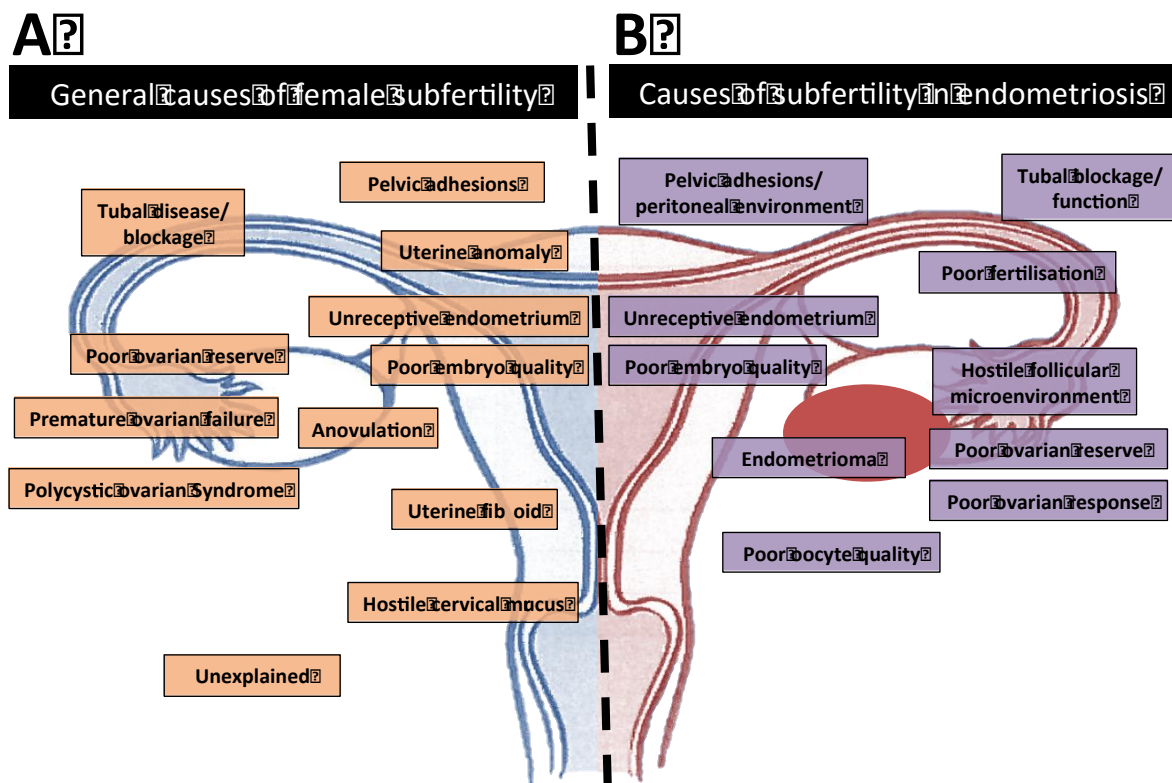 A
B
General causes of female subfertility
Causes of subfertility in endometriosis
Pelvic adhesions
Tubal disease/
blockage
Uterine anomaly
Unreceptive endometrium
Poor ovarian reserve
Poor embryo quality
Premature ovarian failure
Anovulation
Polycystic ovarian Syndrome
Uterine fib oid
Hostile cervical mucus
Unexplained
Pelvic adhesions/
peritoneal environment
Tubal blockage/
function
Poor fertilisation
Unreceptive endometrium
Poor embryo quality
Hostile follicular
microenvironment
Endometrioma
Poor ovarian reserve
Poor ovarian response
Poor oocyte quality